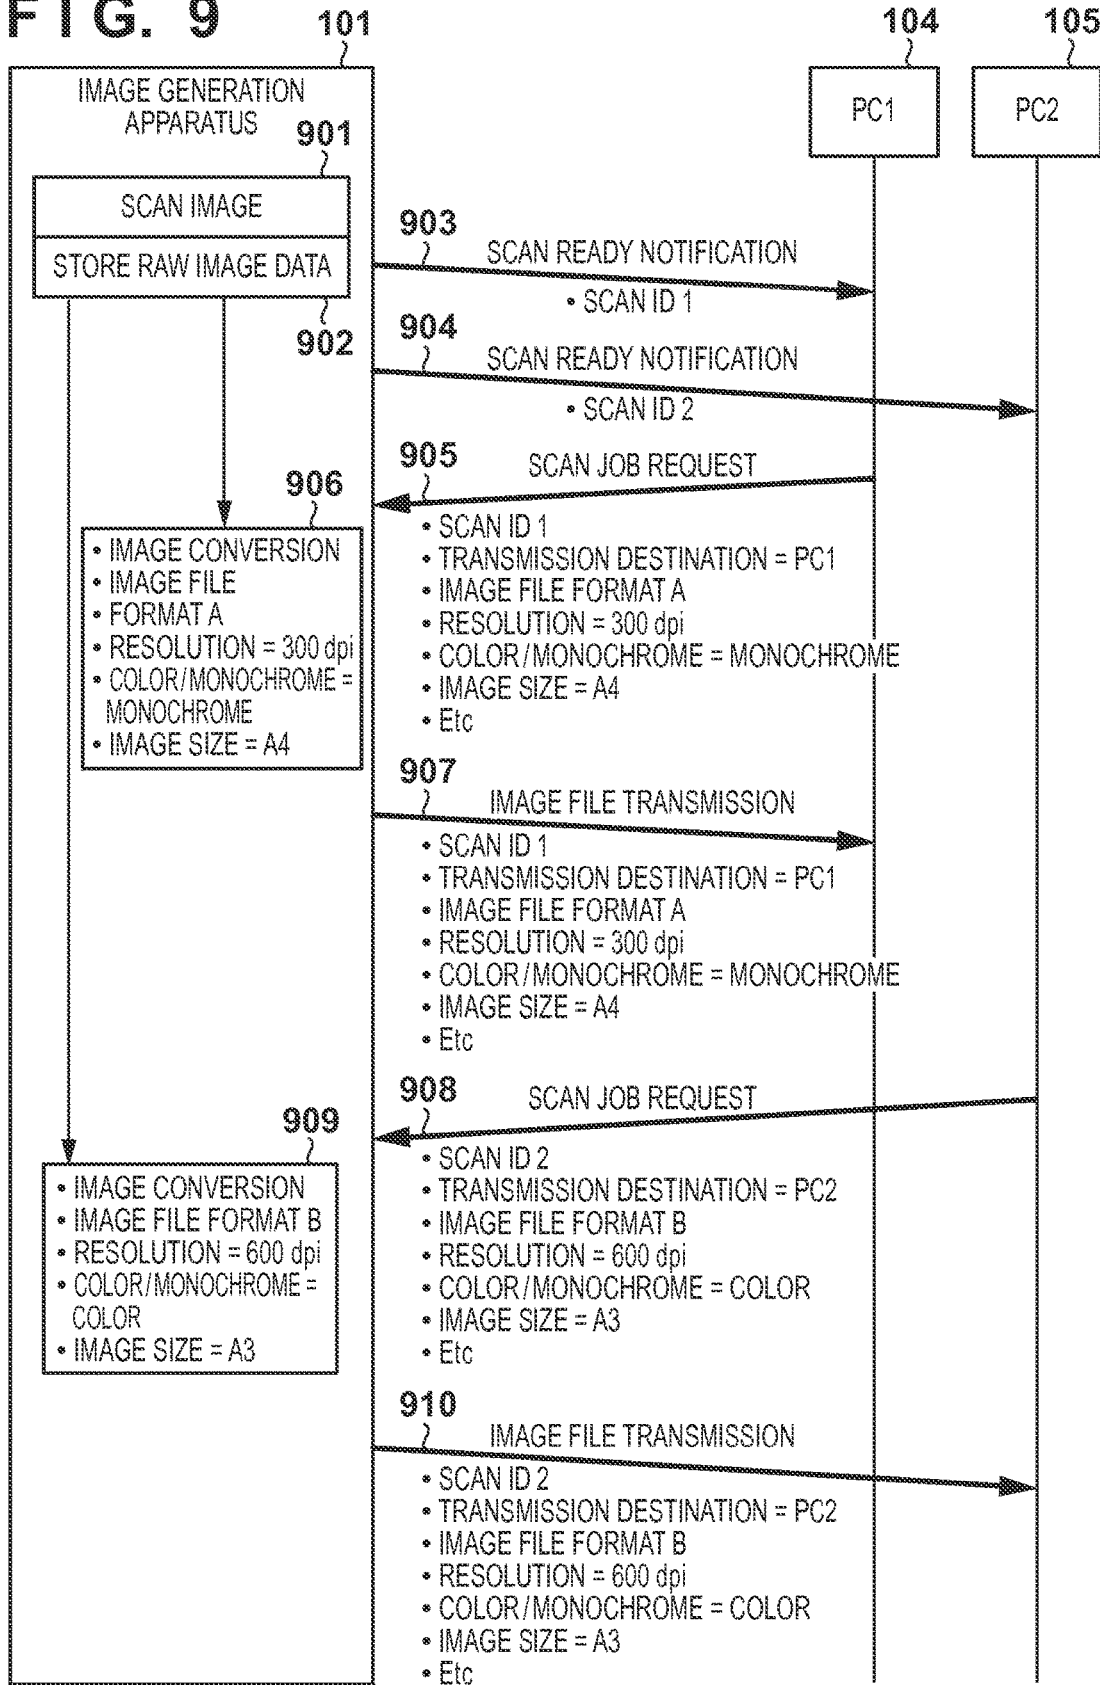 FIG. 9
101
104
105
IMAGE GENERATION
APPARATUS
PC1
PC2
901
SCAN IMAGE
STORE RAW IMAGE DATA
902
903
SCAN READY NOTIFICATION
• SCAN ID 1
904
SCAN READY NOTIFICATION
• SCAN ID 2
905
SCAN JOB REQUEST
• SCAN ID 1
• TRANSMISSION DESTINATION = PC1
• IMAGE FILE FORMAT A
• RESOLUTION = 300 dpi
• COLOR/MONOCHROME = MONOCHROME
• IMAGE SIZE = A4
• Etc
906
• IMAGE CONVERSION
• IMAGE FILE
• FORMAT A
• RESOLUTION = 300 dpi
• COLOR/MONOCHROME =
MONOCHROME
• IMAGE SIZE = A4
907
IMAGE FILE TRANSMISSION
• SCAN ID 1
• TRANSMISSION DESTINATION = PC1
• IMAGE FILE FORMAT A
• RESOLUTION = 300 dpi
• COLOR/MONOCHROME = MONOCHROME
• IMAGE SIZE = A4
• Etc
908
SCAN JOB REQUEST
• SCAN ID 2
• TRANSMISSION DESTINATION = PC2
• IMAGE FILE FORMAT B
• RESOLUTION = 600 dpi
• COLOR/MONOCHROME = COLOR
• IMAGE SIZE = A3
• Etc
909
• IMAGE CONVERSION
• IMAGE FILE FORMAT B
• RESOLUTION = 600 dpi
• COLOR/MONOCHROME =
COLOR
• IMAGE SIZE = A3
910
IMAGE FILE TRANSMISSION
• SCAN ID 2
• TRANSMISSION DESTINATION = PC2
• IMAGE FILE FORMAT B
• RESOLUTION = 600 dpi
• COLOR/MONOCHROME = COLOR
• IMAGE SIZE = A3
• Etc